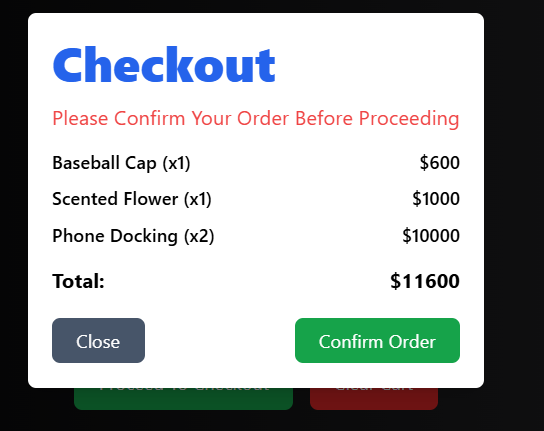 Checkout
Please Confirm Your Order Before Proceeding
Baseball Cap (x1) $600
Scented Flower (x1) $1000
Phone Docking (x2) $10000
Total: $11600
Close Confirm Order
Proceed To Checkout Clear Cart